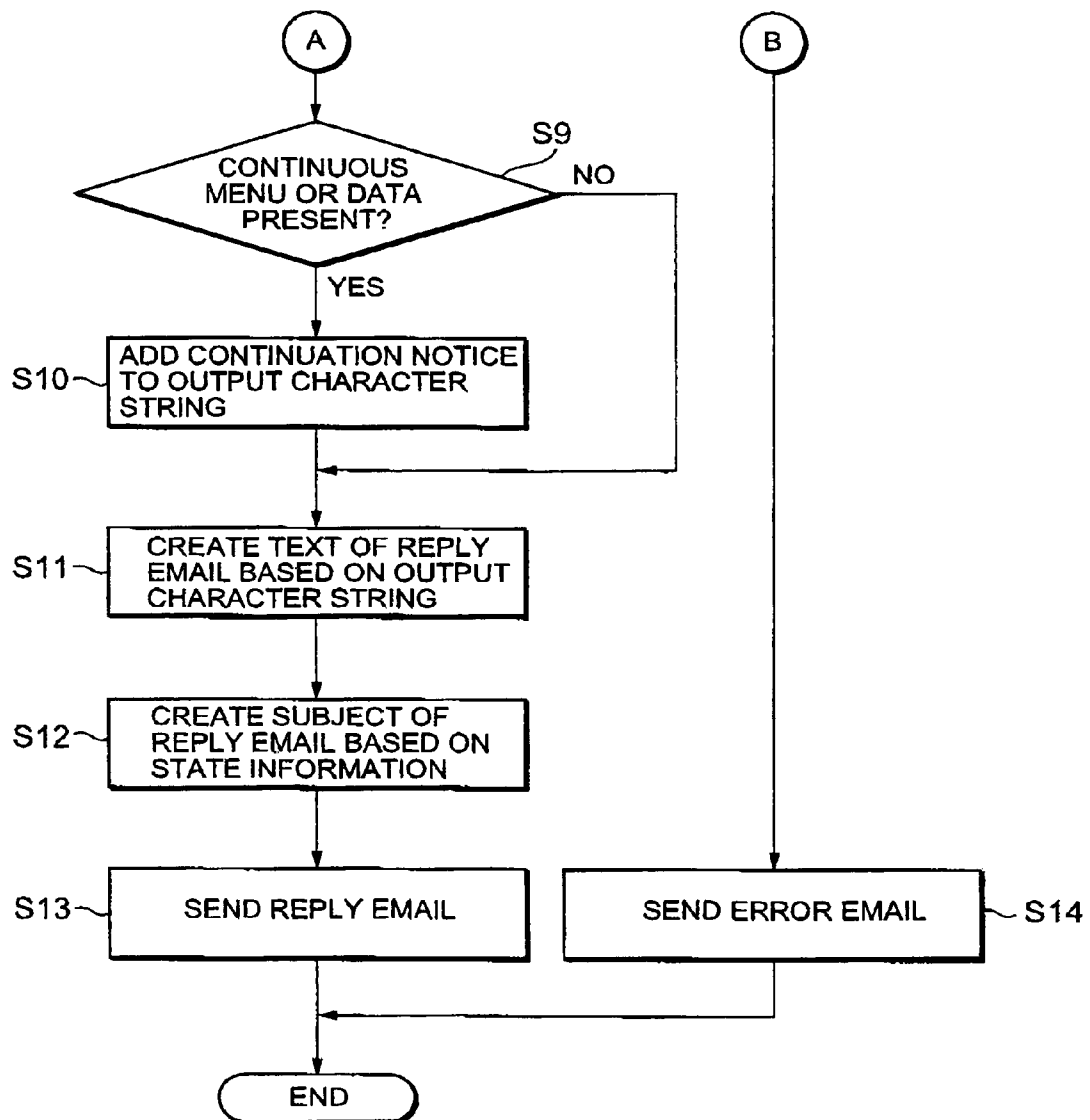 A
B
S9
CONTINUOUS
MENU OR DATA
PRESENT?
NO
YES
S10
ADD CONTINUATION NOTICE
TO OUTPUT CHARACTER
STRING
S11
CREATE TEXT OF REPLY
EMAIL BASED ON OUTPUT
CHARACTER STRING
S12
CREATE SUBJECT OF
REPLY EMAIL BASED ON
STATE INFORMATION
S13
SEND REPLY EMAIL
SEND ERROR EMAIL
S14
END